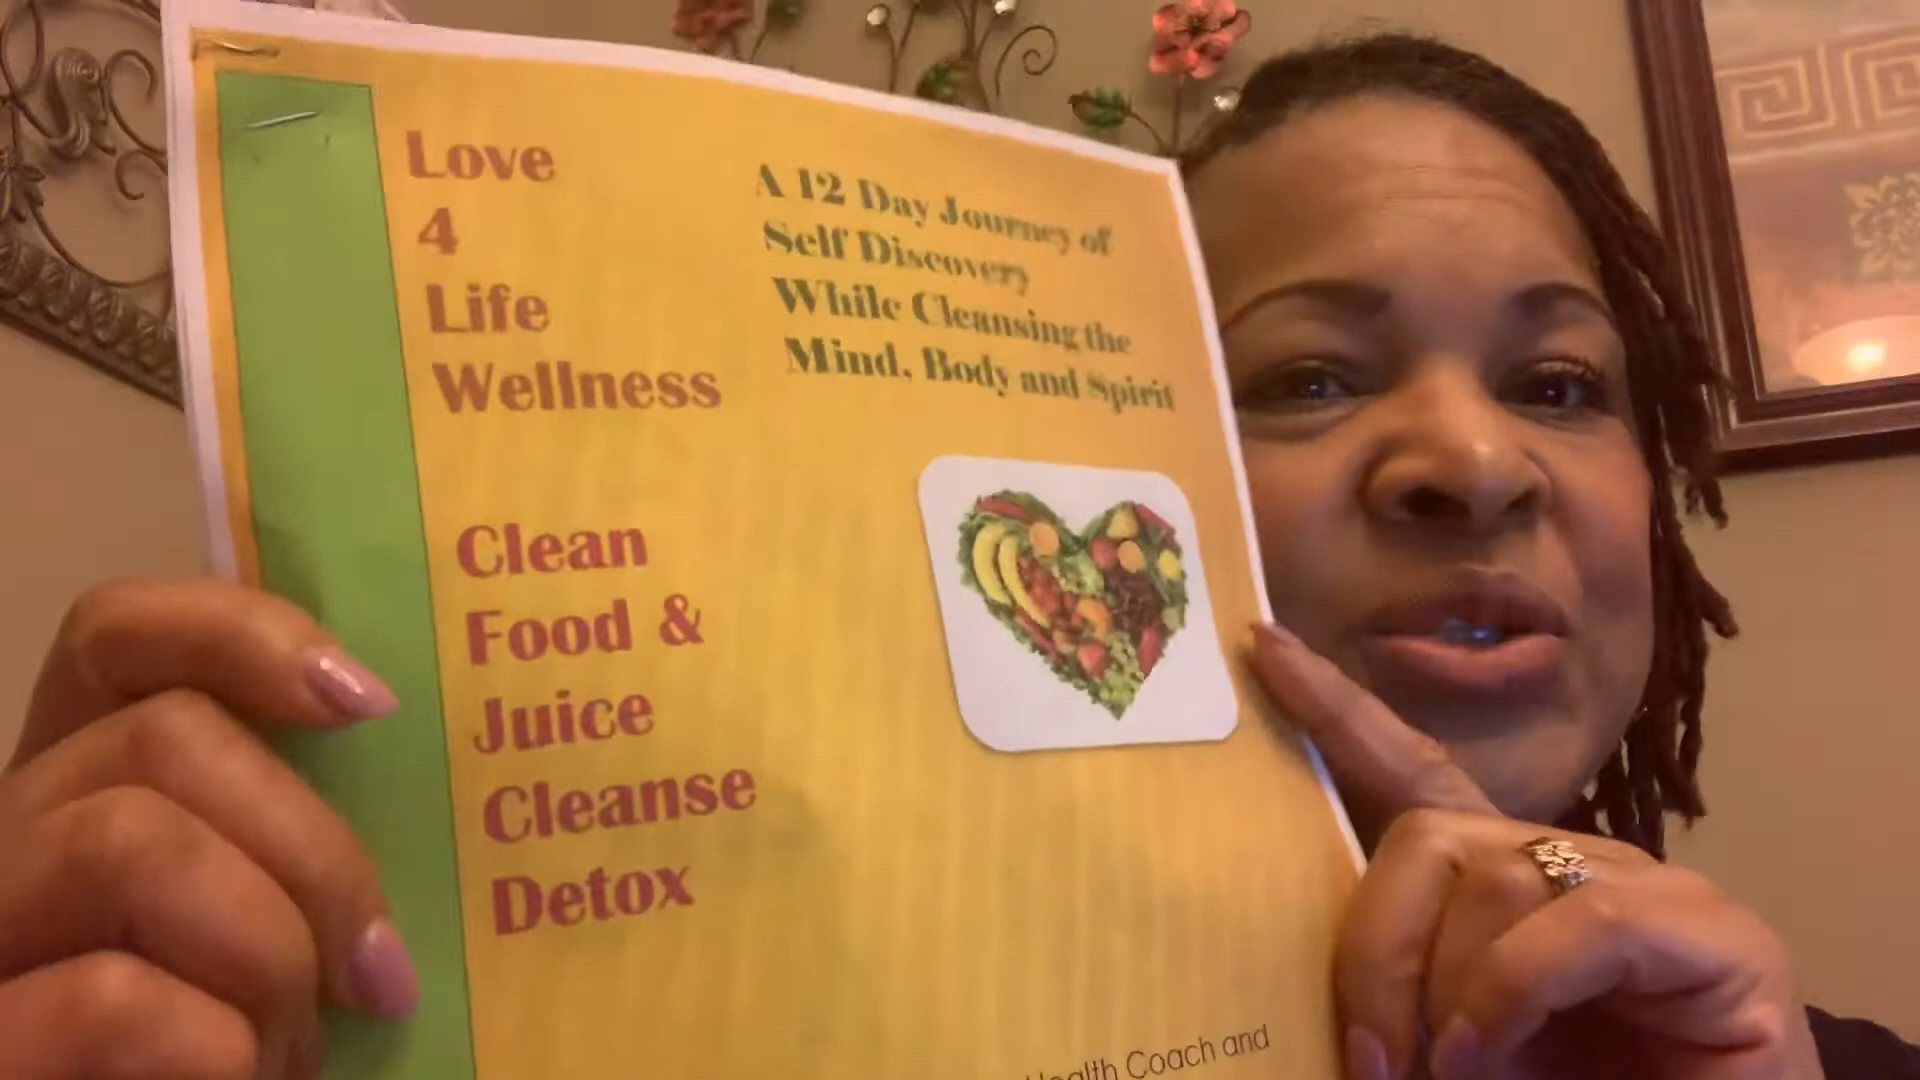 Love
4
Life
Wellness
A 12 Day Journey of
Self Discovery
While Cleansing the
Mind, Body and Spirit
Clean
Food &
Juice
Cleanse
Detox
Health Coach and